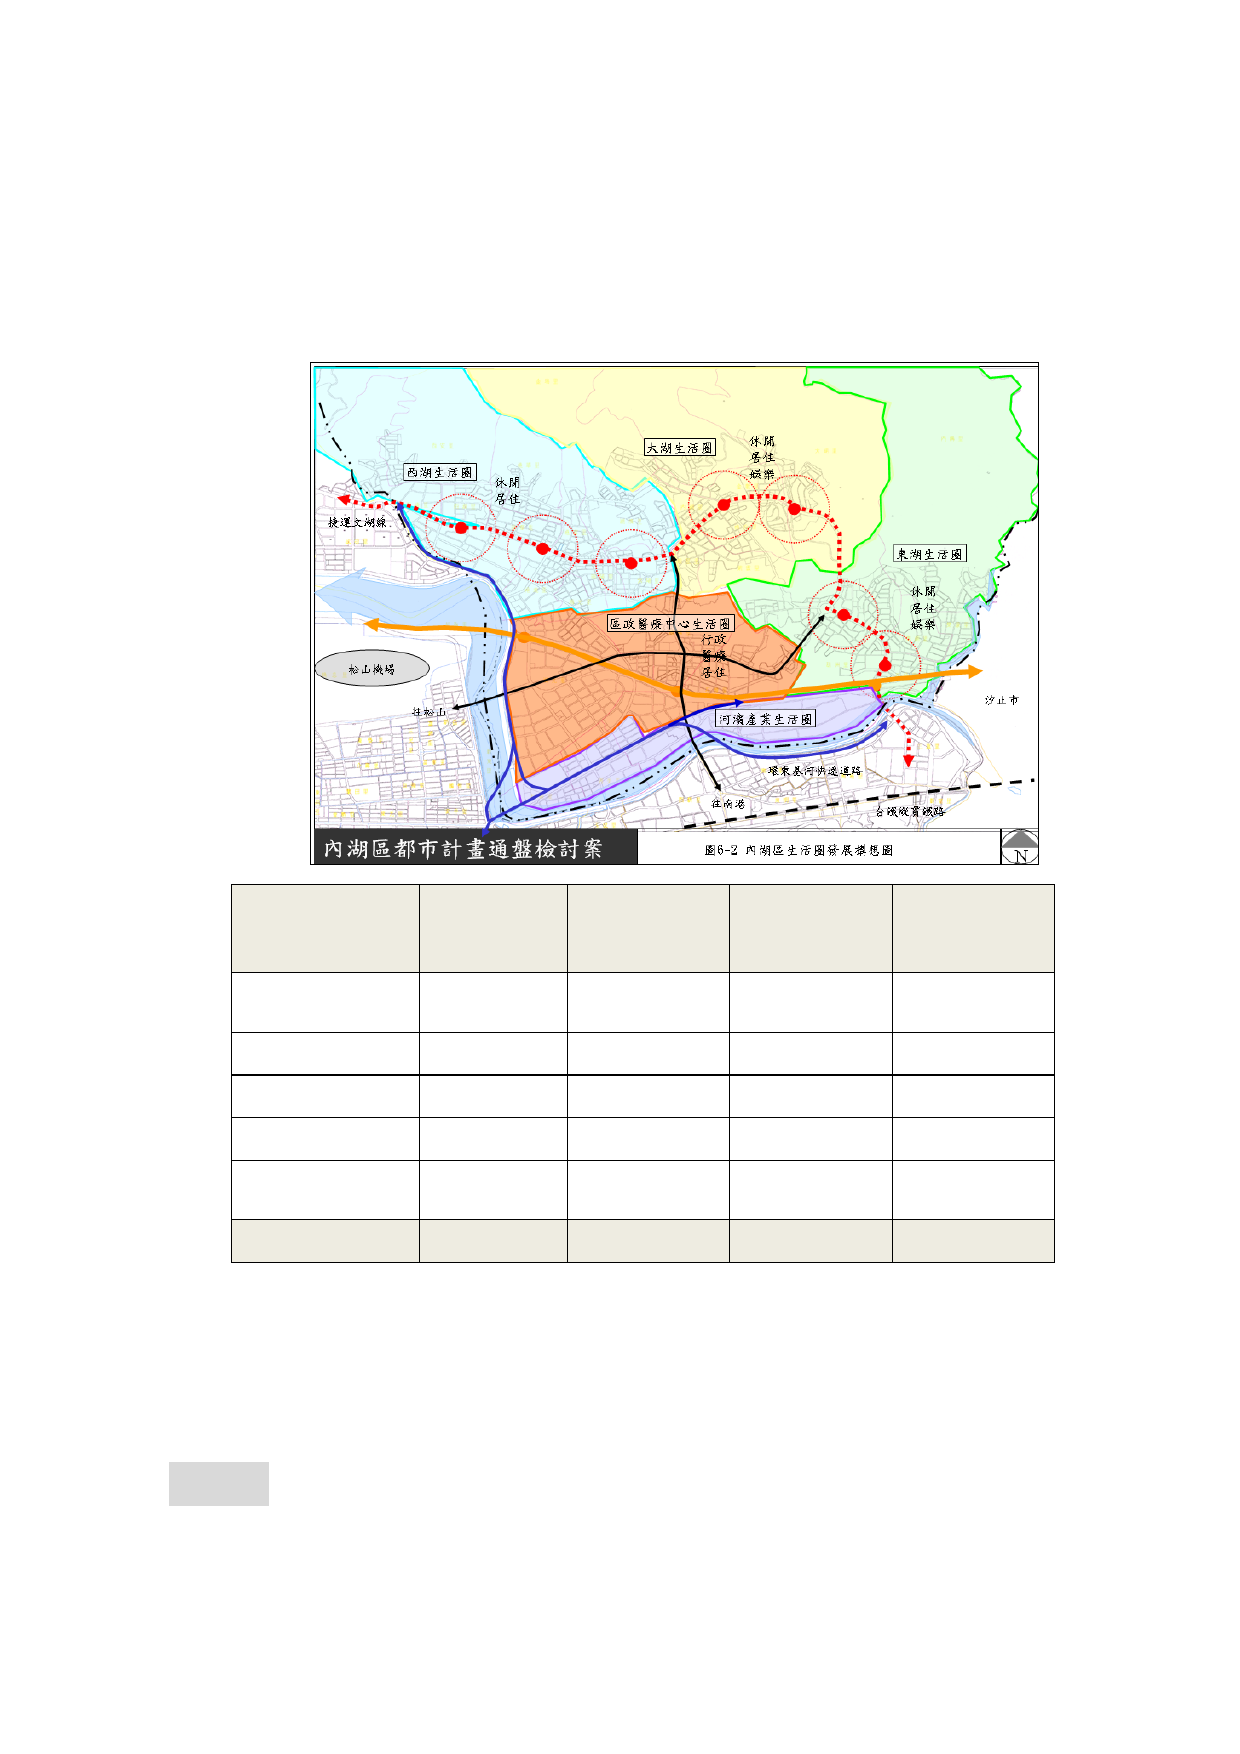 大湖生活圈
休閒
居住
娛樂
西湖生活圈
休閒
居住
捷運文湖線
東湖生活圈
休閒
居住
娛樂
區政醫療中心生活圈
行政
醫療
居住
松山機場
往松山
汐止市
河濱產業生活圈
環東基河快速道路
往南港
台鐵縱貫鐵路
內湖區都市計畫通盤檢討案
圖6-2 內湖區生活圈發展構想圖
N